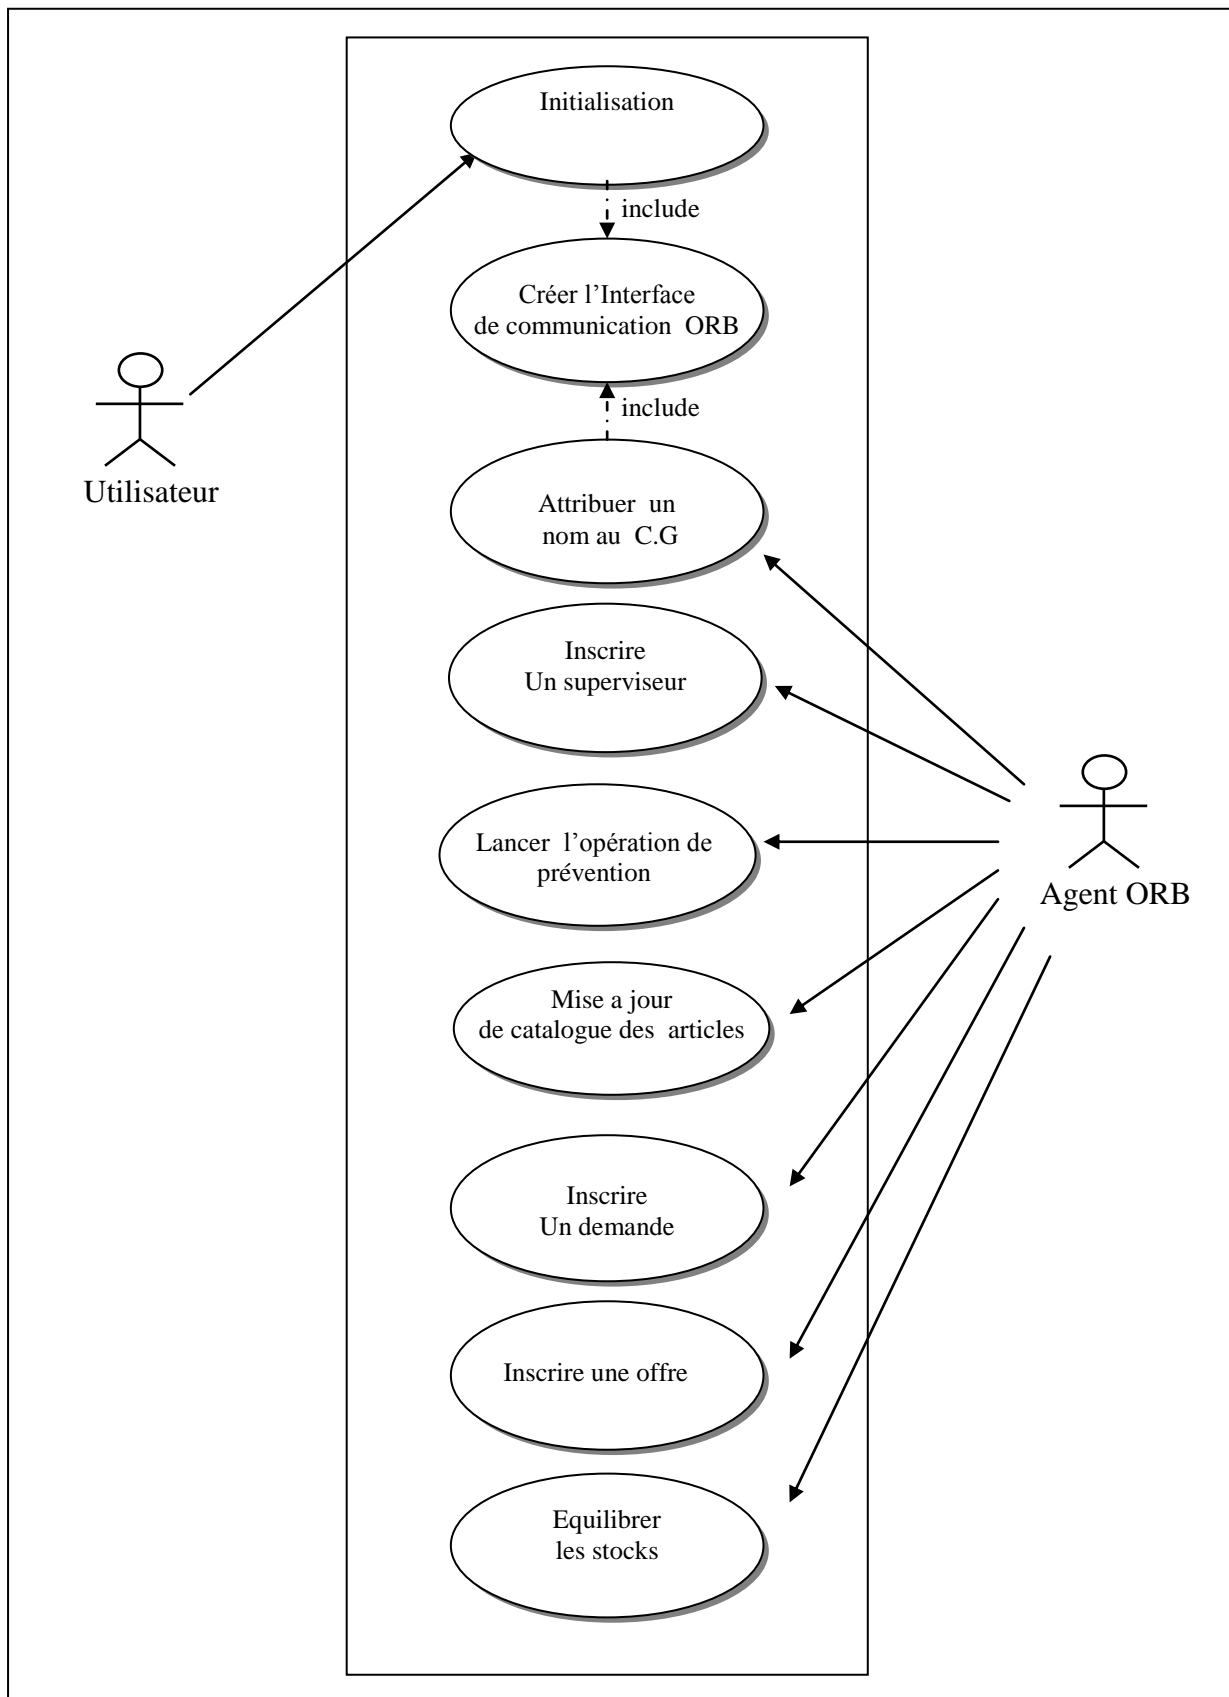 Initialisation
include
Créer l’Interface
de communication ORB
include
Utilisateur
Attribuer un
nom au C.G
Inscrire
Un superviseur
Lancer l’opération de
prévention
Agent ORB
Mise a jour
de catalogue des articles
Inscrire
Un demande
Inscrire une offre
Equilibrer
les stocks